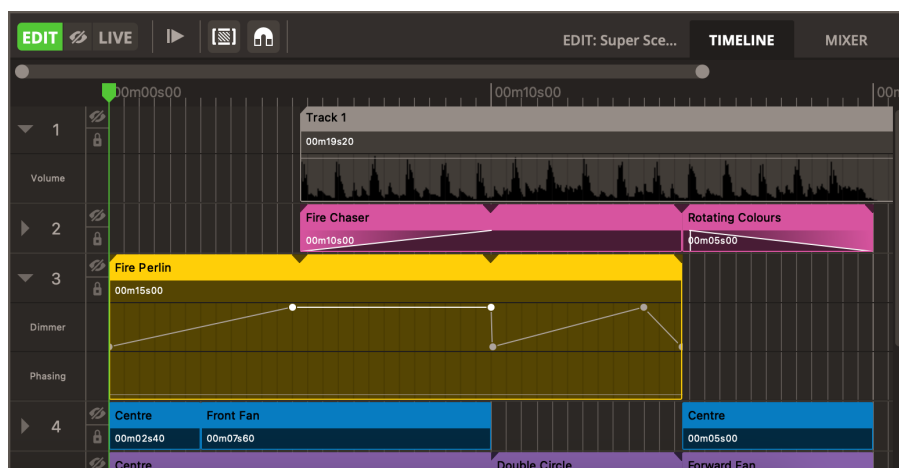 EDIT LIVE EDIT: Super Sce... TIMELINE MIXER
00m00s00 00m10s00 00m
1 Track 1
00m19s20
Volume
2 Fire Chaser Rotating Colours
00m10s00 00m05s00
3 Fire Perlin
00m15s00
Dimmer
Phasing
4 Centre Front Fan Centre
00m02s40 00m07s60 00m05s00
Centre Double Circle Forward Fan